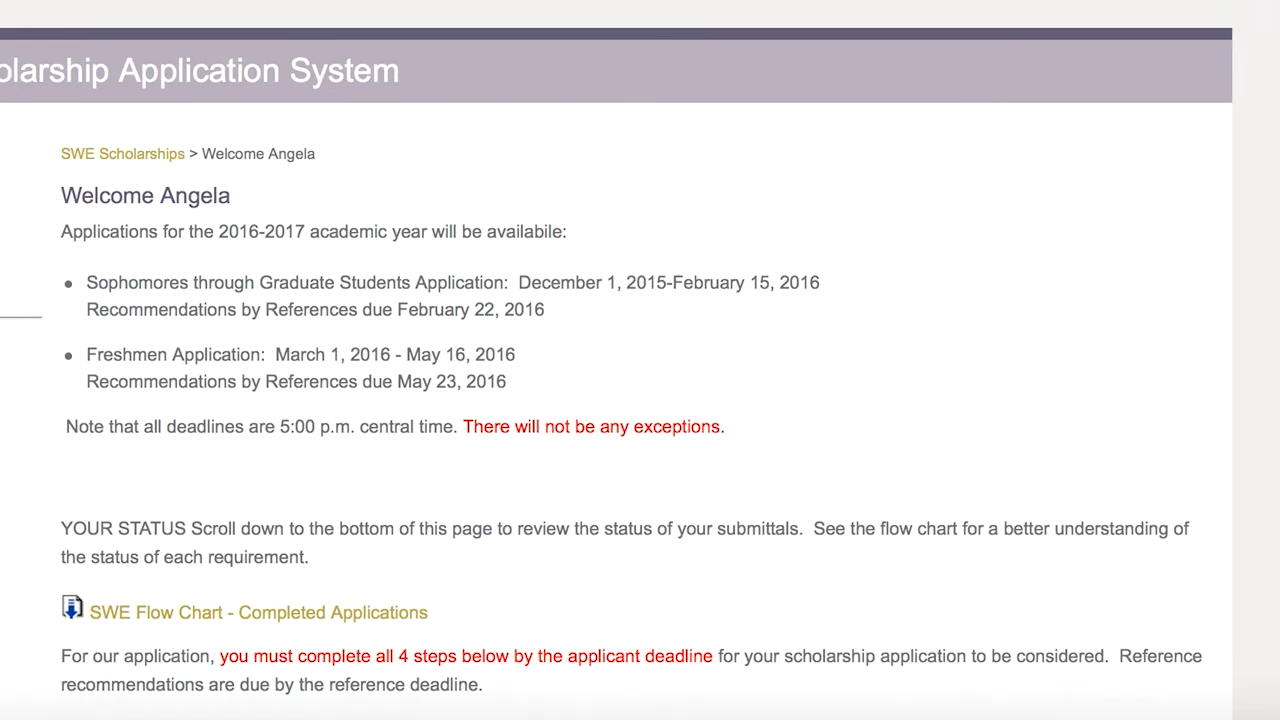 olarship Application System
SWE Scholarships > Welcome Angela
Welcome Angela
Applications for the 2016-2017 academic year will be availabile:
Sophomores through Graduate Students Application:  December 1, 2015-February 15, 2016
Recommendations by References due February 22, 2016
Freshmen Application:  March 1, 2016 - May 16, 2016
Recommendations by References due May 23, 2016
Note that all deadlines are 5:00 p.m. central time. There will not be any exceptions.
YOUR STATUS Scroll down to the bottom of this page to review the status of your submittals.  See the flow chart for a better understanding of
the status of each requirement.
SWE Flow Chart - Completed Applications
For our application, you must complete all 4 steps below by the applicant deadline for your scholarship application to be considered.  Reference
recommendations are due by the reference deadline.